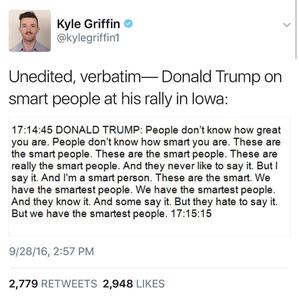 Kyle Griffin
@kylegriffin1
Unedited, verbatim— Donald Trump on
smart people at his rally in Iowa:
17:14:45 DONALD TRUMP: People don't know how great
you are. People don't know how smart you are. These are
the smart people. These are the smart people. These are
really the smart people. And they never like to say it. But I
say it. And I'm a smart person. These are the smart. We
have the smartest people. We have the smartest people.
And they know it. And some say it. But they hate to say it.
But we have the smartest people. 17:15:15
9/28/16, 2:57 PM
2,779 RETWEETS 2,948 LIKES